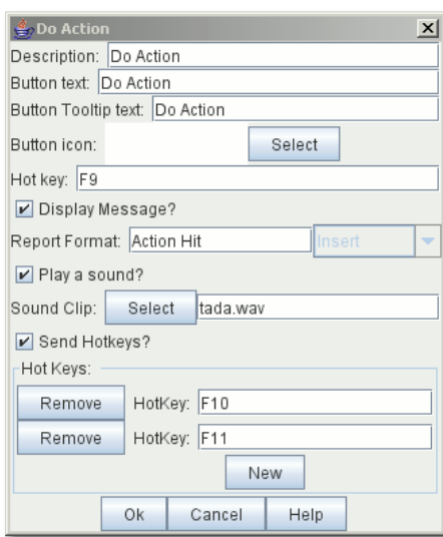 Do Action
Description: Do Action
Button text: Do Action
Button Tooltip text: Do Action
Button icon: Select
Hot key: F9
Display Message?
Report Format: Action Hit Insert
Play a sound?
Sound Clip: Select tada.wav
Send Hotkeys?
Hot Keys:
Remove HotKey: F10
Remove HotKey: F11
New
Ok Cancel Help